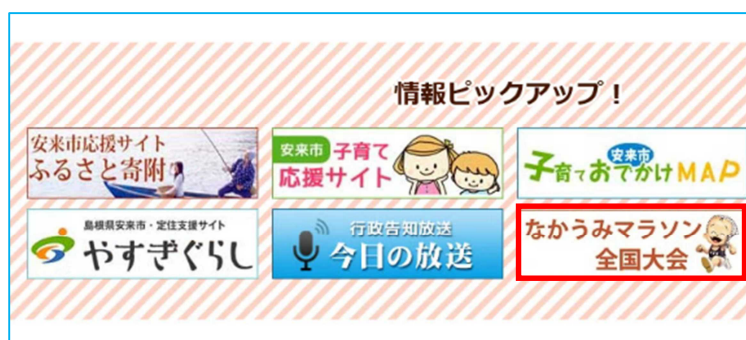 情報ピックアップ！
安来市応援サイト
ふるさと寄附
安来市 子育て
応援サイト
安来市
子育ておでかけMAP
島根県安来市・定住支援サイト
やすぎぐらし
行政告知放送
今日の放送
なかうみマラソン
全国大会